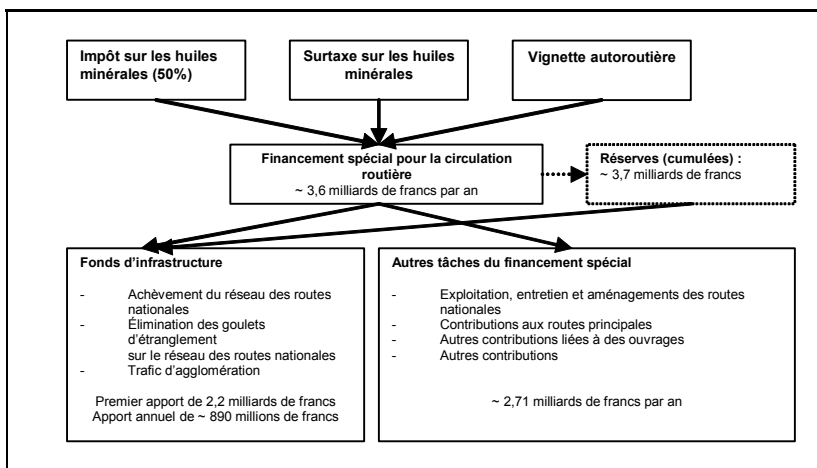 Impôt sur les huiles
minérales (50%)
Surtaxe sur les huiles
minérales
Vignette autoroutière
Financement spécial pour la circulation
routière
~ 3,6 milliards de francs par an
Réserves (cumulées) :
~ 3,7 milliards de francs
Fonds d'infrastructure
- Achèvement du réseau des routes
nationales
- Élimination des goulets
d'étranglement
sur le réseau des routes nationales
- Trafic d'agglomération
Premier apport de 2,2 milliards de francs
Apport annuel de ~ 890 millions de francs
Autres tâches du financement spécial
- Exploitation, entretien et aménagements des routes
nationales
- Contributions aux routes principales
- Autres contributions liées à des ouvrages
- Autres contributions
~ 2,71 milliards de francs par an